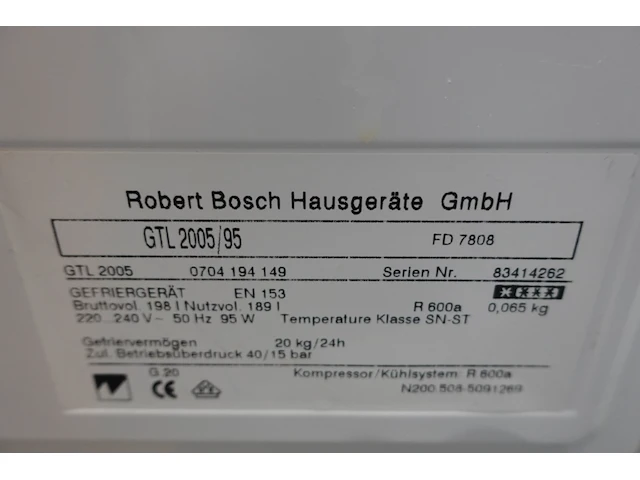 Robert Bosch Hausgeräte GmbH
GTL 2005/95 FD 7808
GTL 2005 0704 194 149 Serien Nr. 83414262
GEFRIERGERÄT EN 153
Bruttovol. 198 l Nutzvol. 189 l R 600a 0,065 kg
220...240 V~ 50 Hz 95 W Temperature Klasse SN-ST
Gefriervermögen 20 kg/24h
Zul. Betriebsüberdruck 40/15 bar
G 20 Kompressor/Kühlsystem: R 600a
CE N200.508-5091269